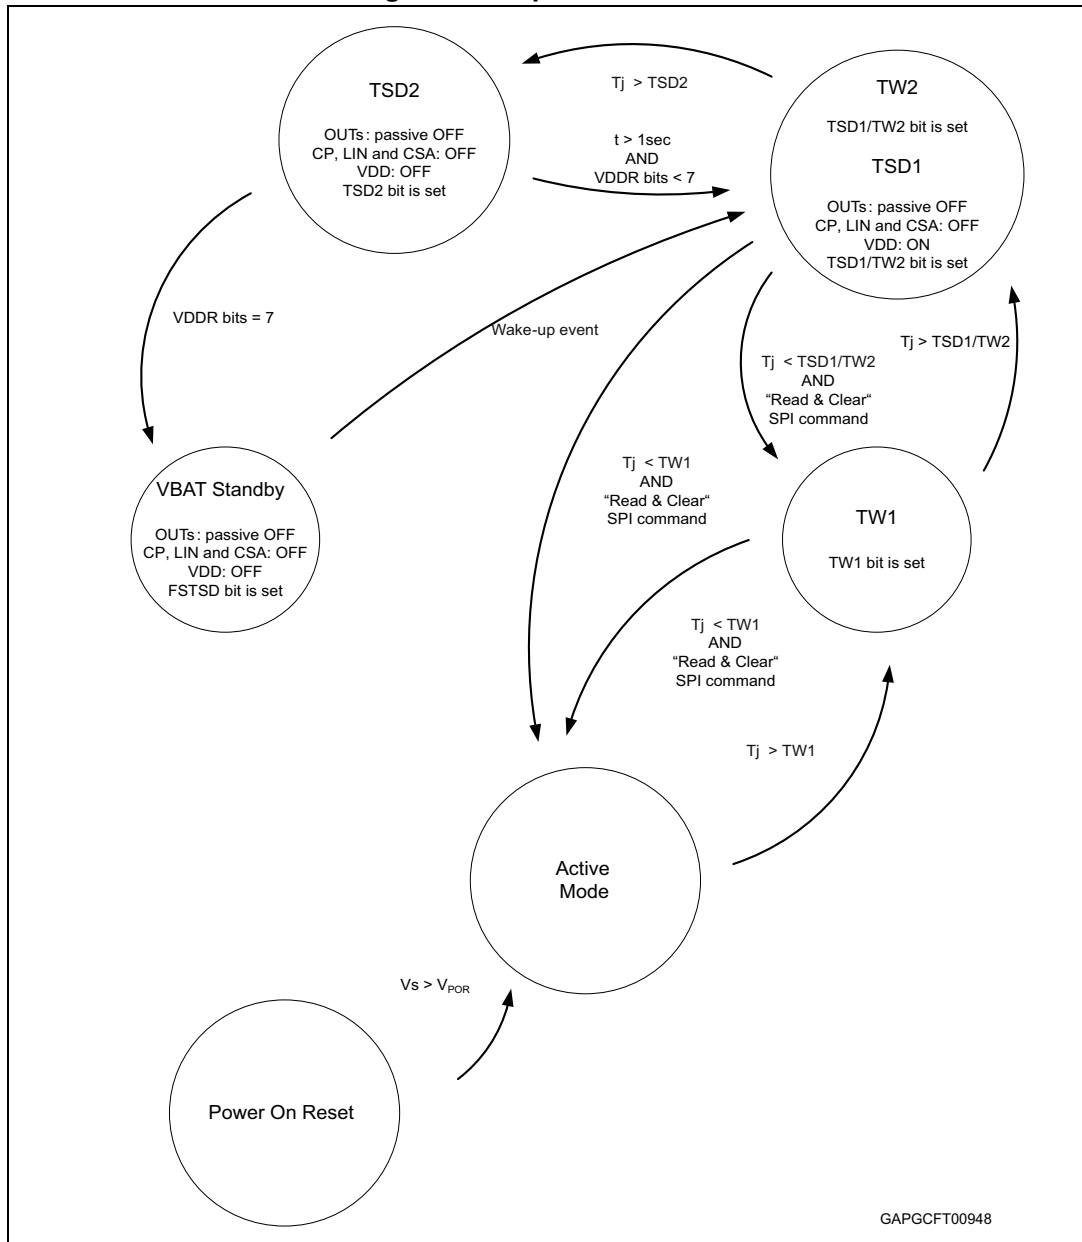 TSD2
OUTs: passive OFF
CP, LIN and CSA: OFF
VDD: OFF
TSD2 bit is set
Tj > TSD2
t > 1sec
AND
VDDR bits < 7
TW2
TSD1/TW2 bit is set
TSD1
OUTs: passive OFF
CP, LIN and CSA: OFF
VDD: ON
TSD1/TW2 bit is set
VDDR bits = 7
Wake-up event
Tj > TSD1/TW2
Tj < TSD1/TW2
AND
“Read & Clear“
SPI command
VBAT Standby
OUTs: passive OFF
CP, LIN and CSA: OFF
VDD: OFF
FSTSD bit is set
Tj < TW1
AND
“Read & Clear“
SPI command
TW1
TW1 bit is set
Tj < TW1
AND
“Read & Clear“
SPI command
Tj > TW1
Active
Mode
Vs > VPOR
Power On Reset
GAPGCFT00948